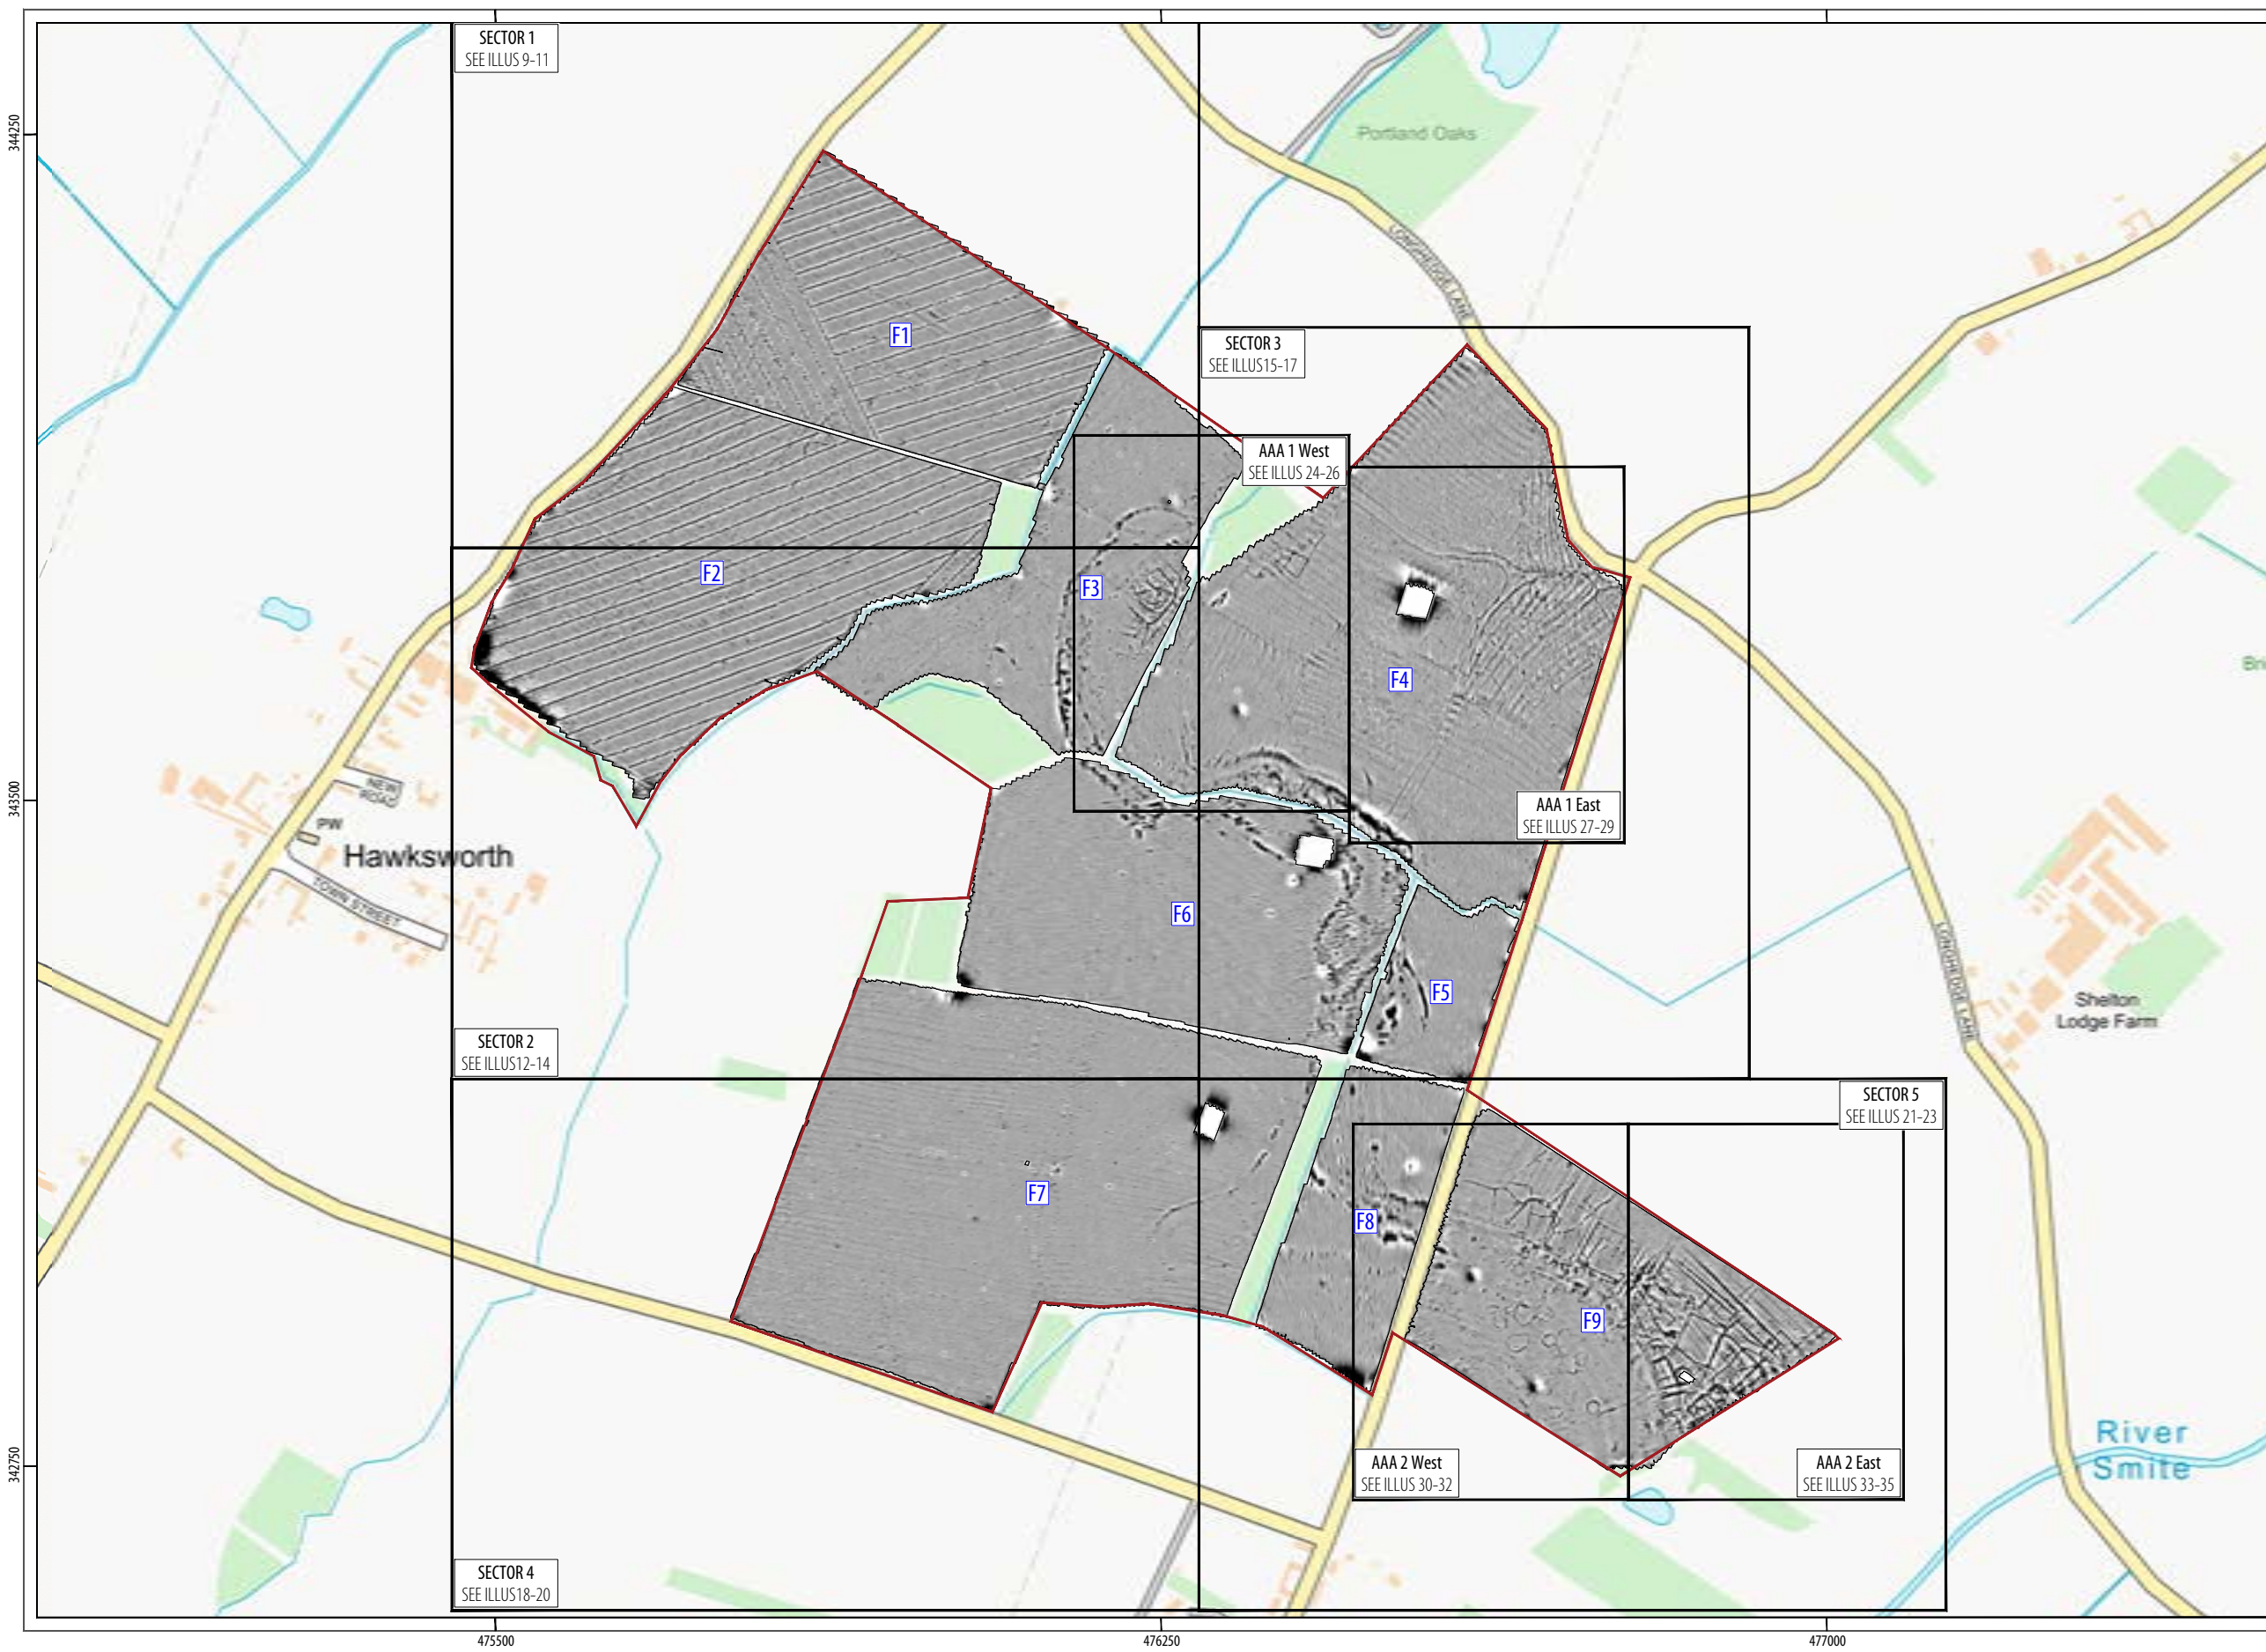 SECTOR 1
SEE ILLUS 9-11
344250
Portland Oaks
LONGHEDGE LANE
F1
SECTOR 3
SEE ILLUS15-17
AAA 1 West
SEE ILLUS 24-26
F2
F3
F4
343500
NEW
ROAD
PW
Hawksworth
TOWN STREET
AAA 1 East
SEE ILLUS 27-29
F6
F5
LONGHEDGE LANE
Shelton
Lodge Farm
SECTOR 2
SEE ILLUS12-14
SECTOR 5
SEE ILLUS 21-23
F7
F8
F9
342750
AAA 2 West
SEE ILLUS 30-32
AAA 2 East
SEE ILLUS 33-35
River
Smite
SECTOR 4
SEE ILLUS18-20
475500
476250
477000